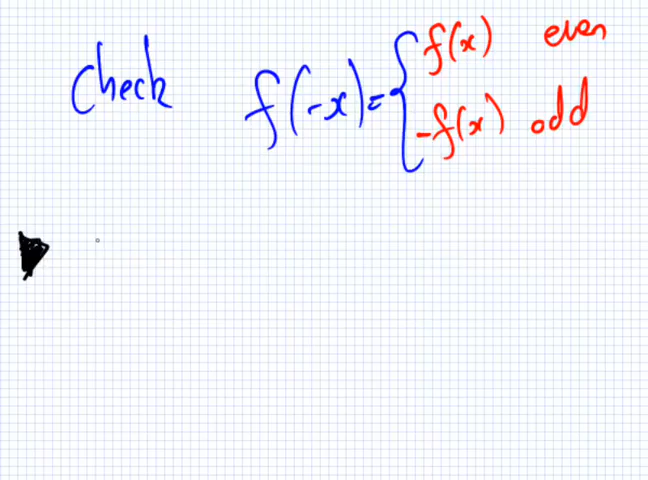 Check f(-x)= { f(x) even
-f(x) odd